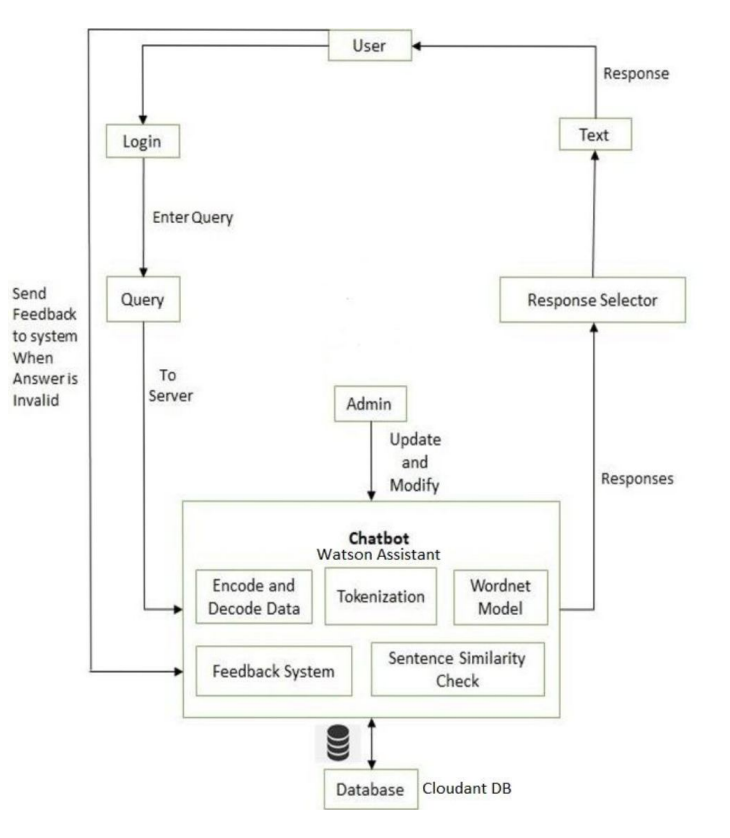 User
Response
Text
Login
Enter Query
Query
Response Selector
Send
Feedback
to system
When
Answer is
Invalid
To
Server
Admin
Update
and
Modify
Responses
Chatbot
Watson Assistant
Encode and
Decode Data
Tokenization
Wordnet
Model
Feedback System
Sentence Similarity
Check
Database
Cloudant DB